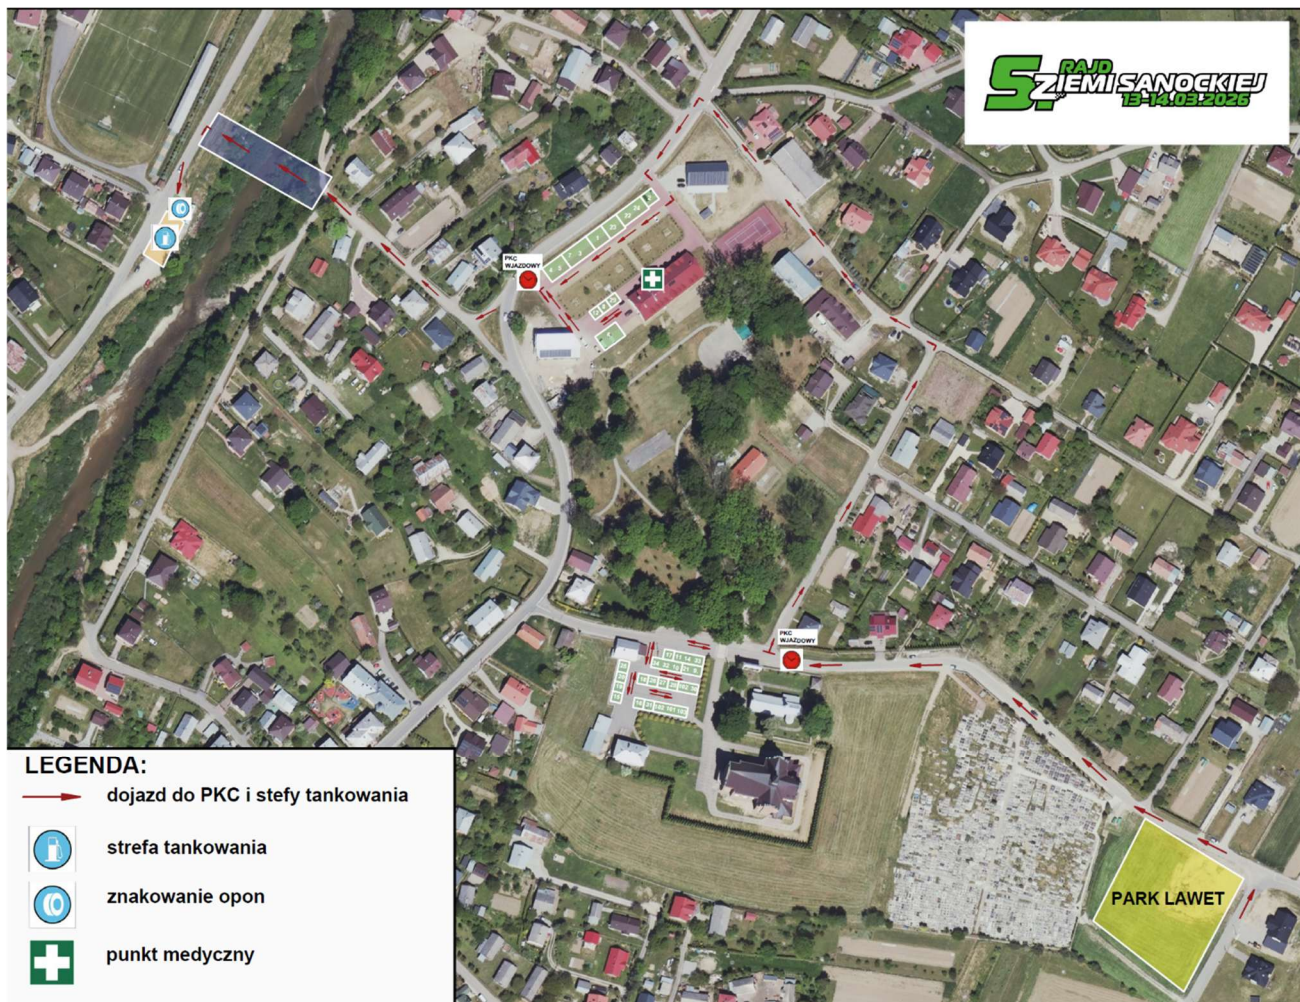 S. RAJD
ZIEMI SANOCKIEJ
13-14.03.2026
PKC
WJAZDOWY
PKC
WJAZDOWY
PARK LAWET
LEGENDA:
dojazd do PKC i stefy tankowania
strefa tankowania
znakowanie opon
punkt medyczny